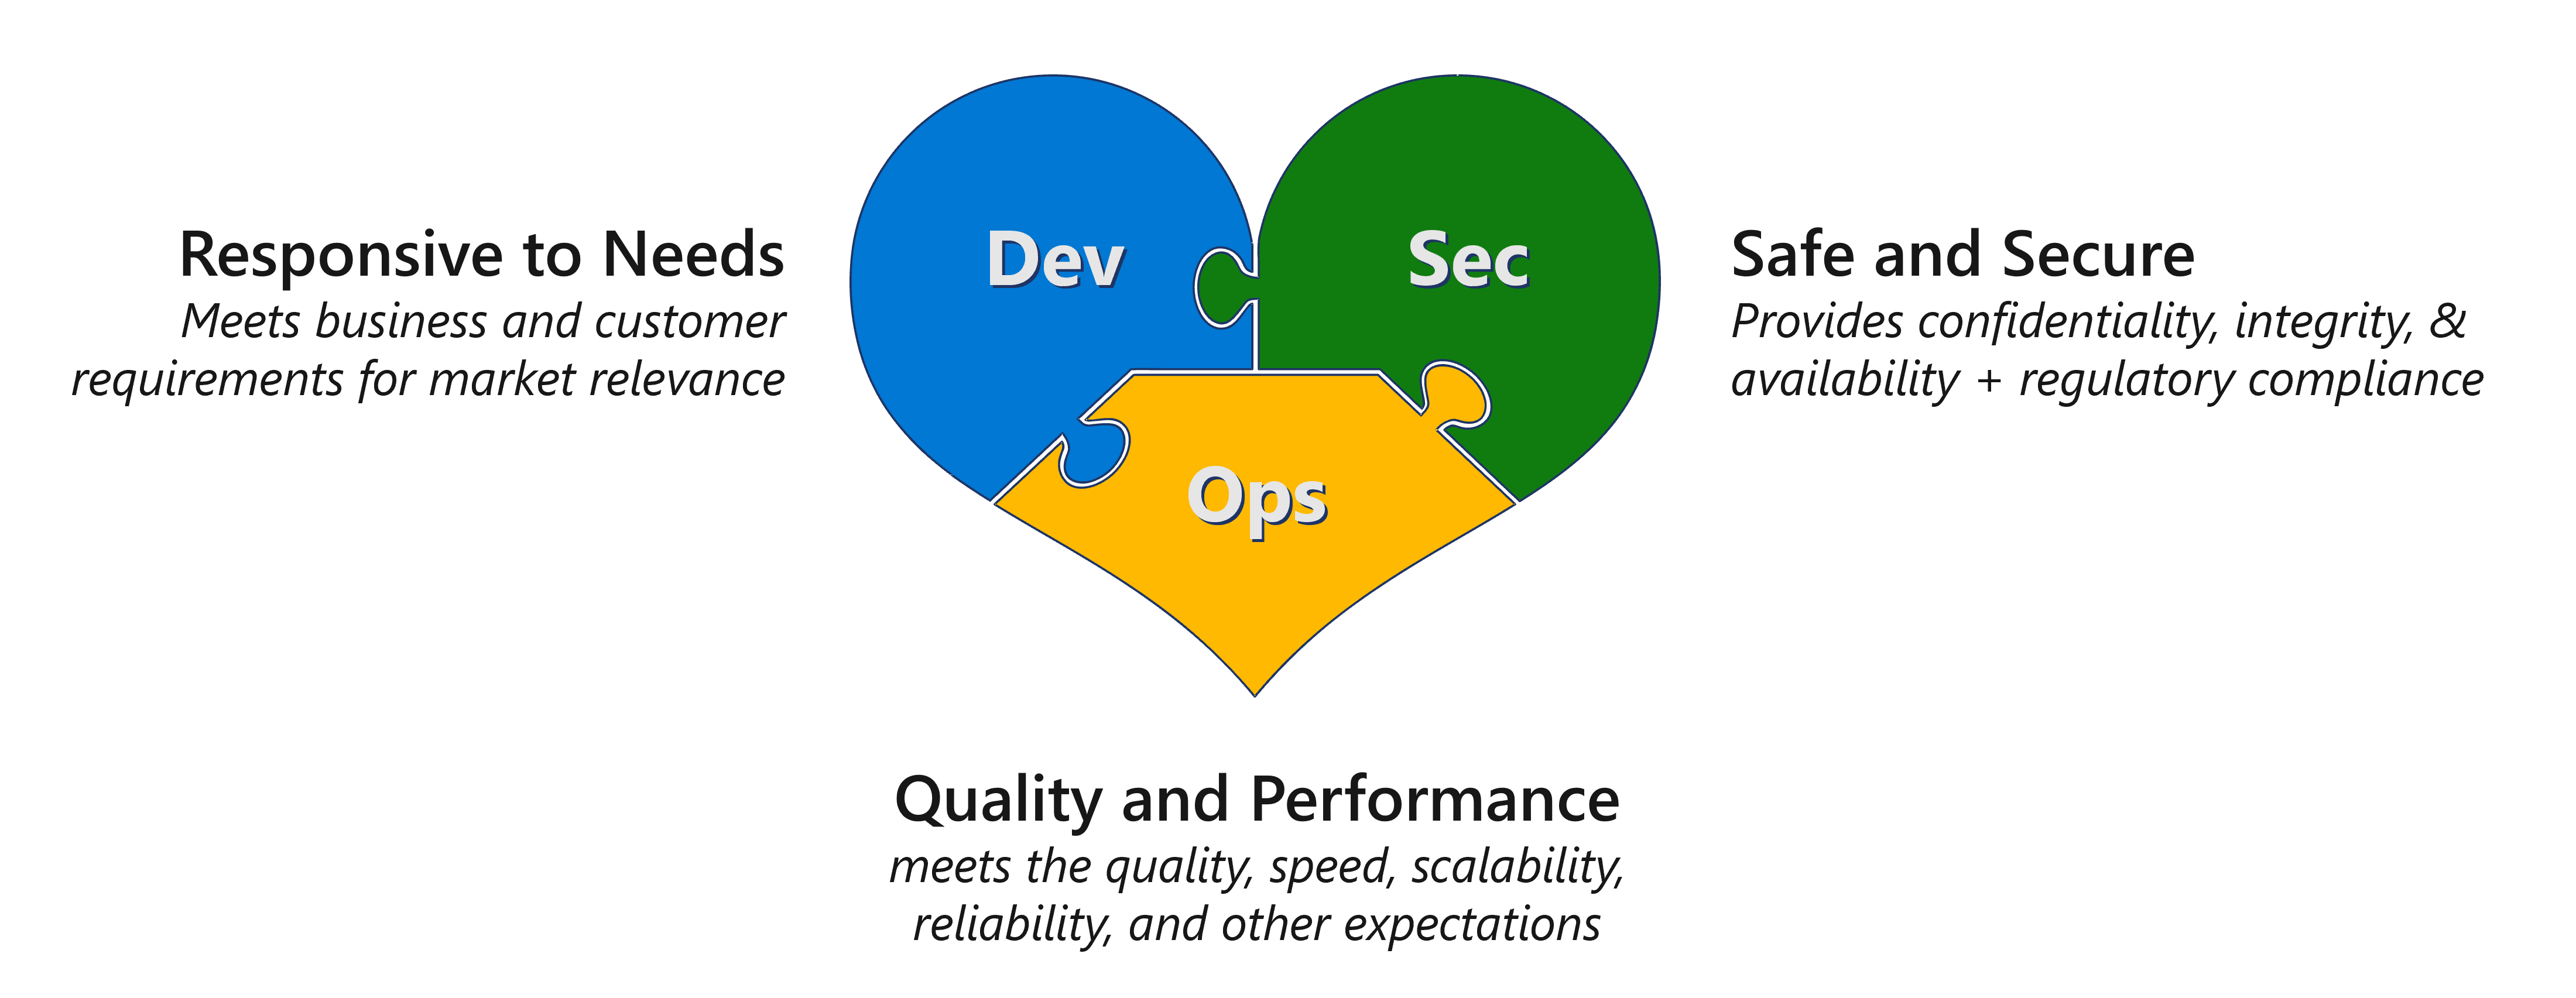 Dev
Sec
Ops
Responsive to Needs
Meets business and customer
requirements for market relevance
Safe and Secure
Provides confidentiality, integrity, &
availability + regulatory compliance
Quality and Performance
meets the quality, speed, scalability,
reliability, and other expectations